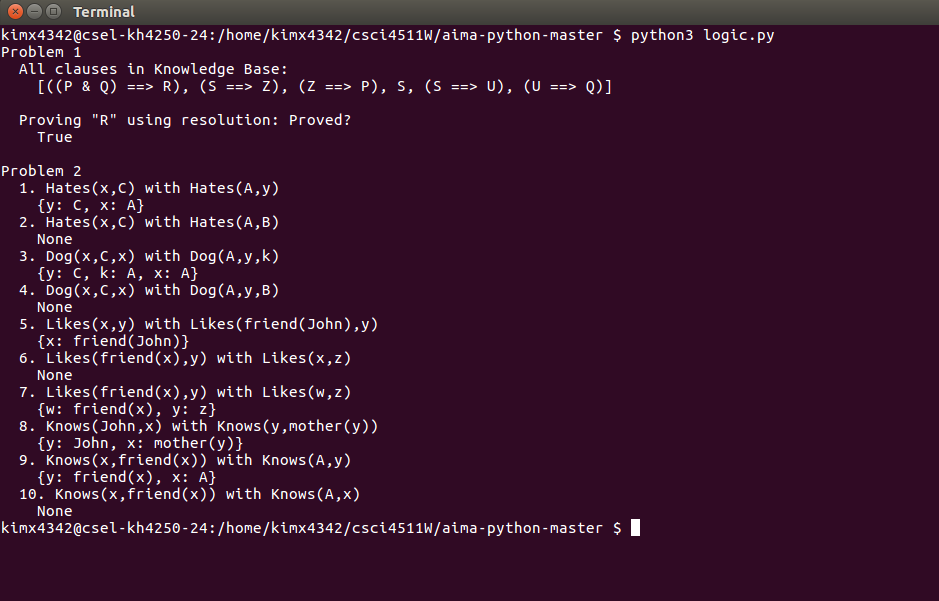 Terminal
kimx4342@csel-kh4250-24:/home/kimx4342/csci4511W/aima-python-master $ python3 logic.py
Problem 1
  All clauses in Knowledge Base:
    [((P & Q) ==> R), (S ==> Z), (Z ==> P), S, (S ==> U), (U ==> Q)]

  Proving "R" using resolution: Proved?
    True

Problem 2
  1. Hates(x,C) with Hates(A,y)
    {y: C, x: A}
  2. Hates(x,C) with Hates(A,B)
    None
  3. Dog(x,C,x) with Dog(A,y,k)
    {y: C, k: A, x: A}
  4. Dog(x,C,x) with Dog(A,y,B)
    None
  5. Likes(x,y) with Likes(friend(John),y)
    {x: friend(John)}
  6. Likes(friend(x),y) with Likes(x,z)
    None
  7. Likes(friend(x),y) with Likes(w,z)
    {w: friend(x), y: z}
  8. Knows(John,x) with Knows(y,mother(y))
    {y: John, x: mother(y)}
  9. Knows(x,friend(x)) with Knows(A,y)
    {y: friend(x), x: A}
  10. Knows(x,friend(x)) with Knows(A,x)
    None
kimx4342@csel-kh4250-24:/home/kimx4342/csci4511W/aima-python-master $